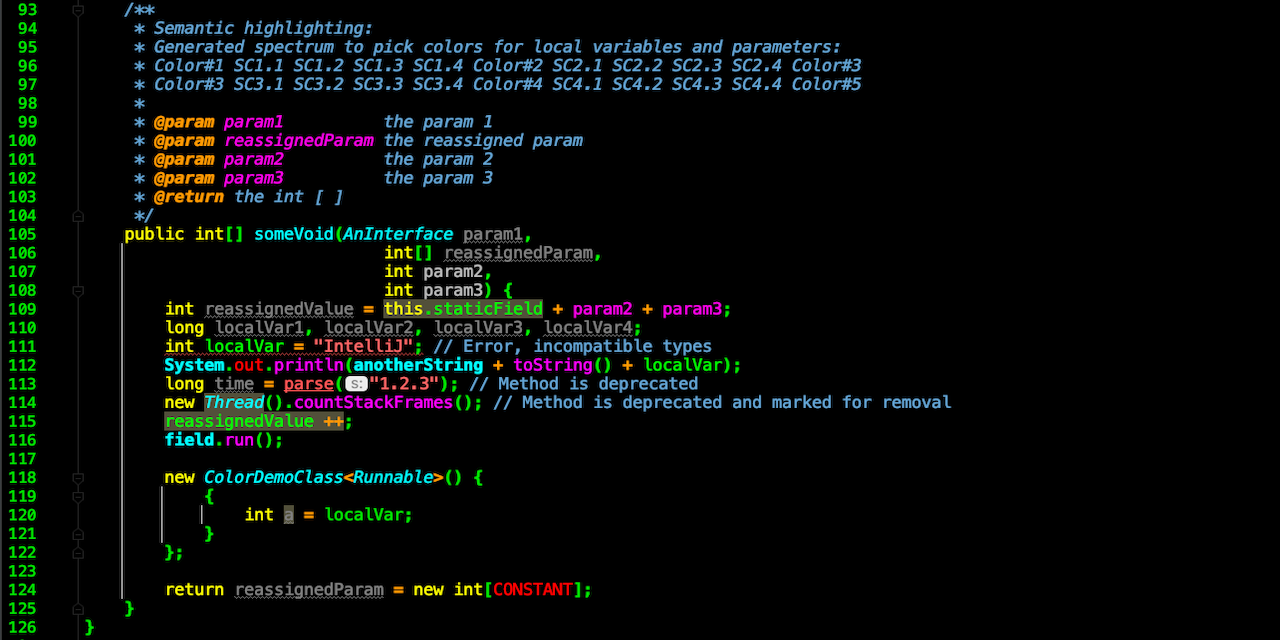 93 /**
94 * Semantic highlighting:
95 * Generated spectrum to pick colors for local variables and parameters:
96 * Color#1 SC1.1 SC1.2 SC1.3 SC1.4 Color#2 SC2.1 SC2.2 SC2.3 SC2.4 Color#3
97 * Color#3 SC3.1 SC3.2 SC3.3 SC3.4 Color#4 SC4.1 SC4.2 SC4.3 SC4.4 Color#5
98 *
99 * @param param1 the param 1
100 * @param reassignedParam the reassigned param
101 * @param param2 the param 2
102 * @param param3 the param 3
103 * @return the int [ ]
104 */
105 public int[] someVoid(AnInterface param1,
106 int[] reassignedParam,
107 int param2,
108 int param3) {
109 int reassignedValue = this.staticField + param2 + param3;
110 long localVar1, localVar2, localVar3, localVar4;
111 int localVar = "IntelliJ"; // Error, incompatible types
112 System.out.println(anotherString + toString() + localVar);
113 long time = parse( s: "1.2.3"); // Method is deprecated
114 new Thread().countStackFrames(); // Method is deprecated and marked for removal
115 reassignedValue ++;
116 field.run();
117
118 new ColorDemoClass<Runnable>() {
119 {
120 int a = localVar;
121 }
122 };
123
124 return reassignedParam = new int[CONSTANT];
125 }
126 }